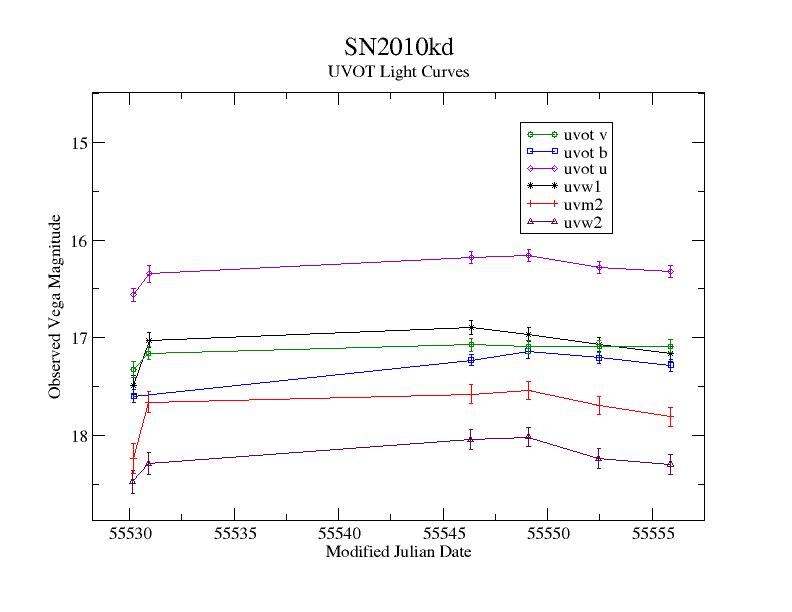 SN2010kd
UVOT Light Curves
uvot v
uvot b
uvot u
uvw1
uvm2
uvw2
Observed Vega Magnitude
15
16
17
18
55530 55535 55540 55545 55550 55555
Modified Julian Date